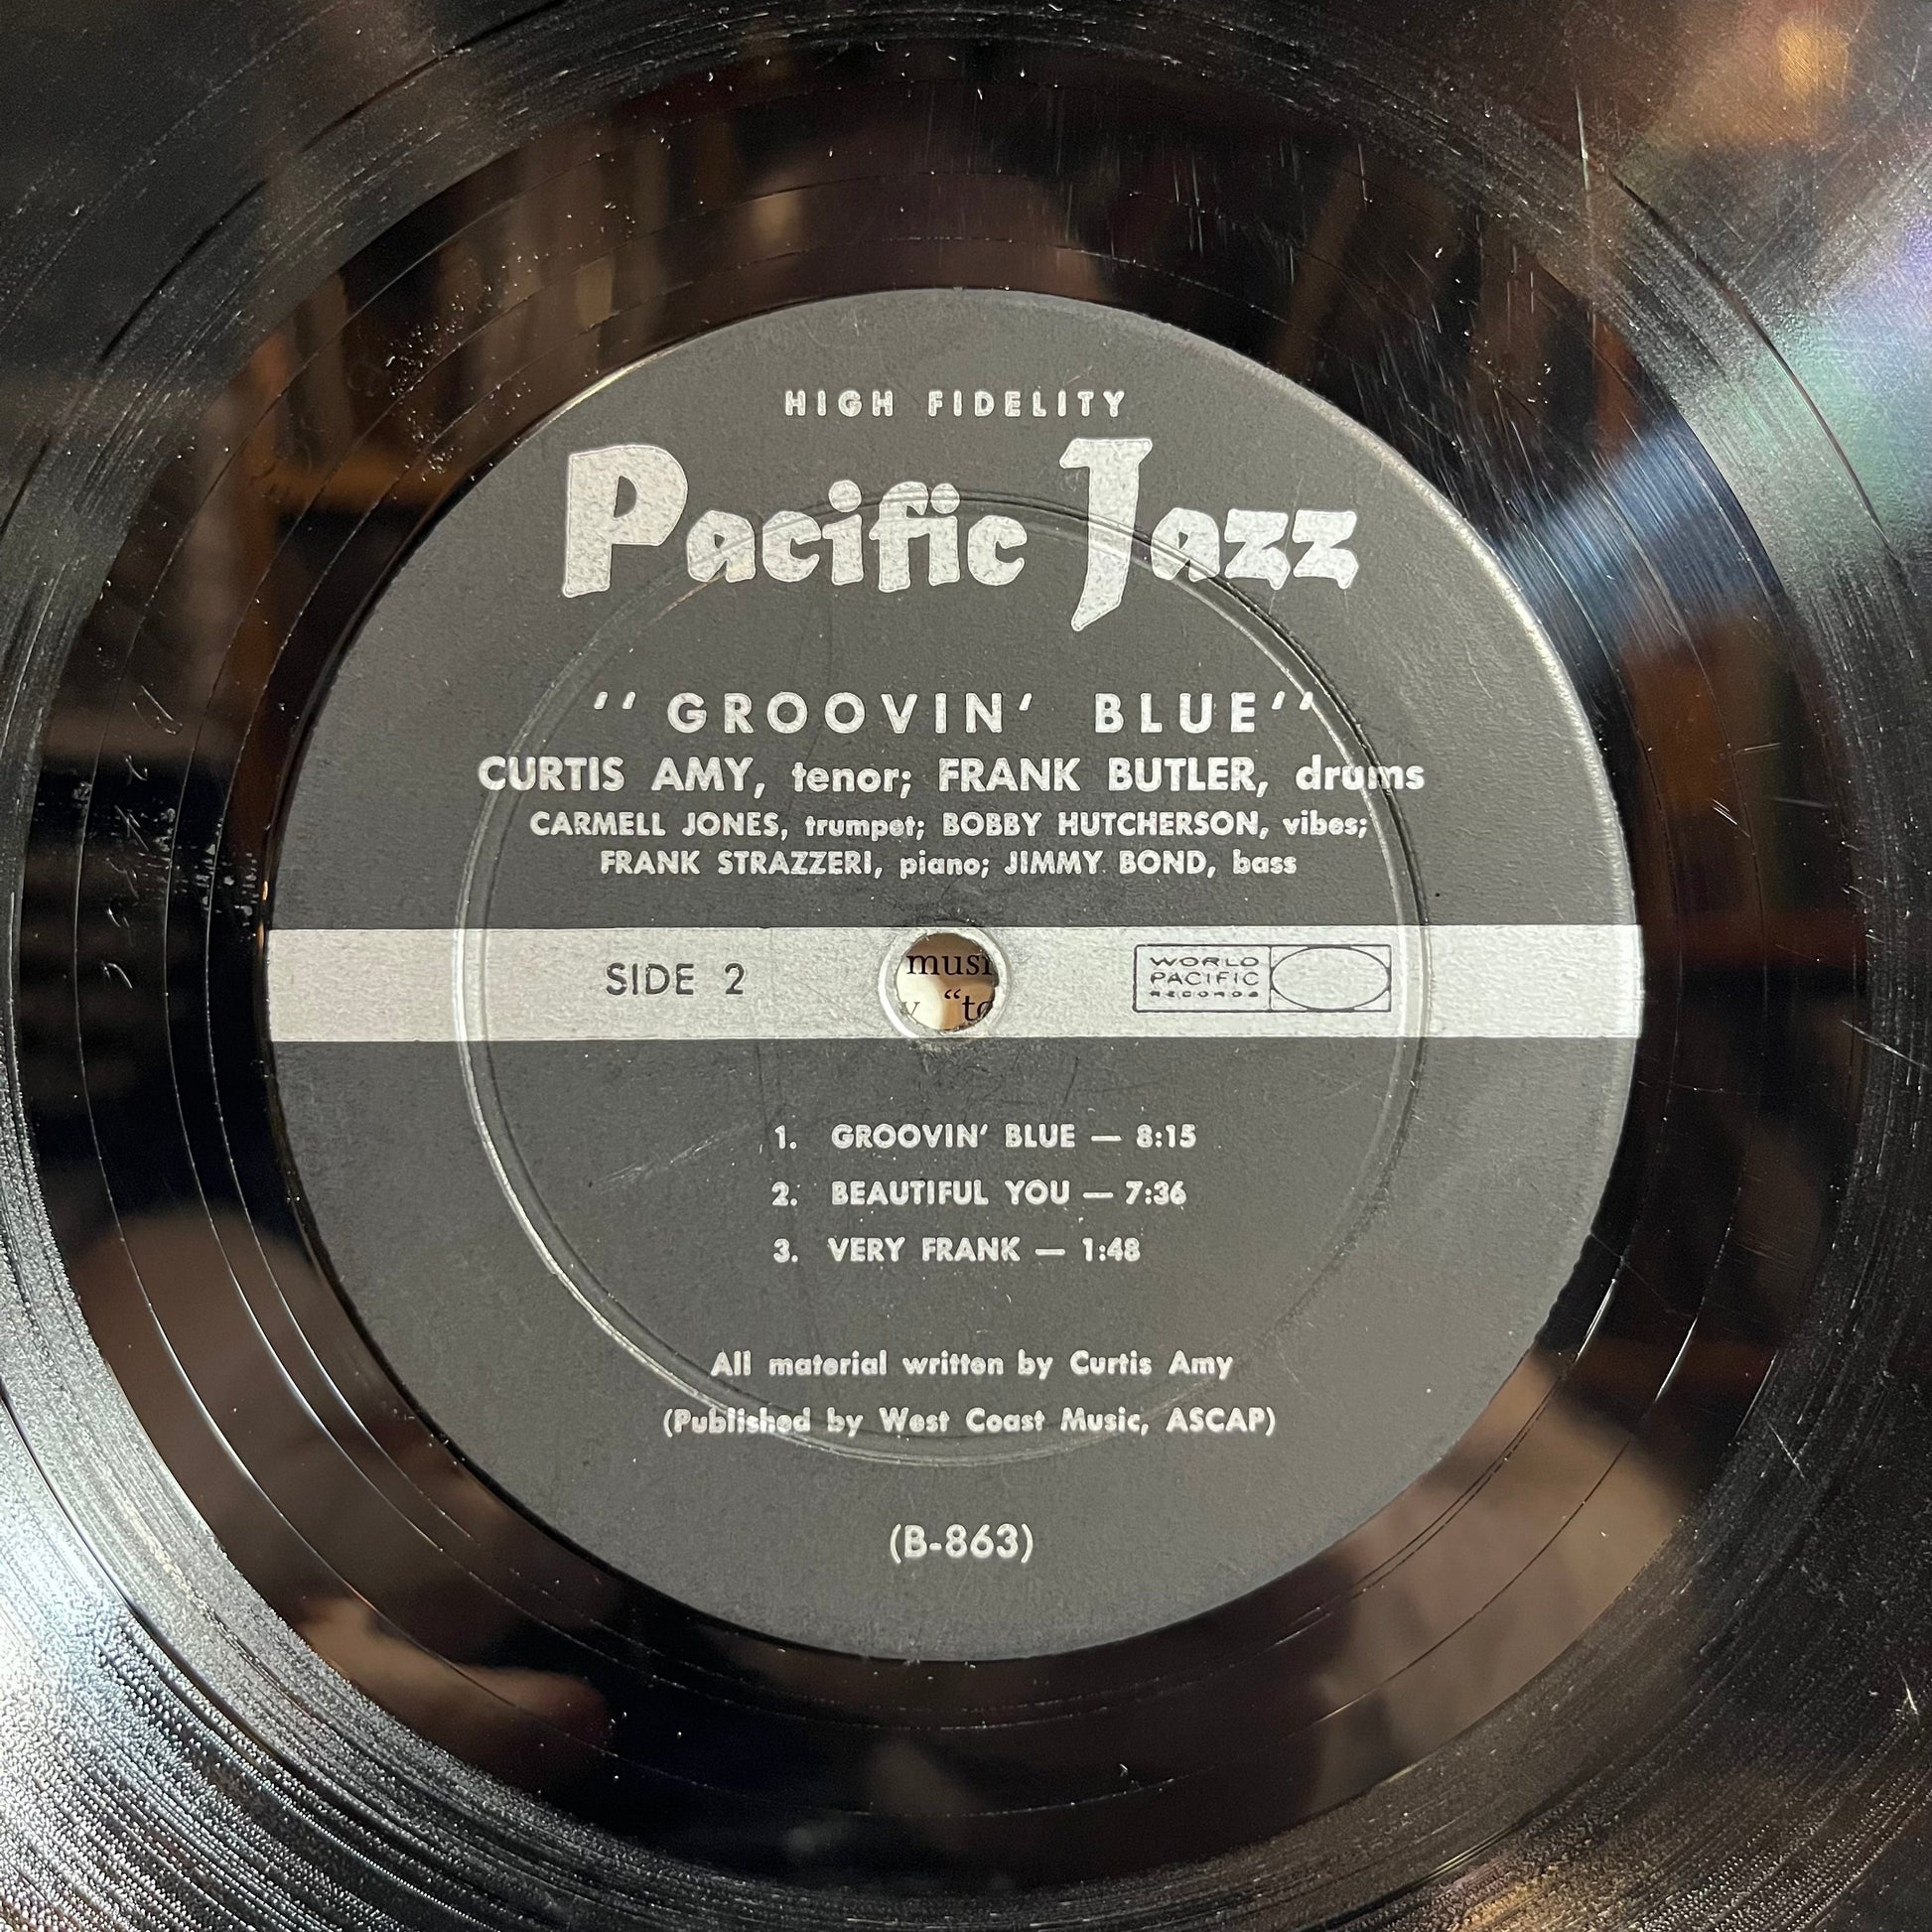 HIGH FIDELITY
Pacific Jazz
"GROOVIN' BLUE"
CURTIS AMY, tenor; FRANK BUTLER, drums
CARMELL JONES, trumpet; BOBBY HUTCHERSON, vibes;
FRANK STRAZZERI, piano; JIMMY BOND, bass
SIDE 2
WORLD
PACIFIC
RECORDS
musi
"to
1. GROOVIN' BLUE — 8:15
2. BEAUTIFUL YOU — 7:36
3. VERY FRANK — 1:48
All material written by Curtis Amy
(Published by West Coast Music, ASCAP)
(B-863)